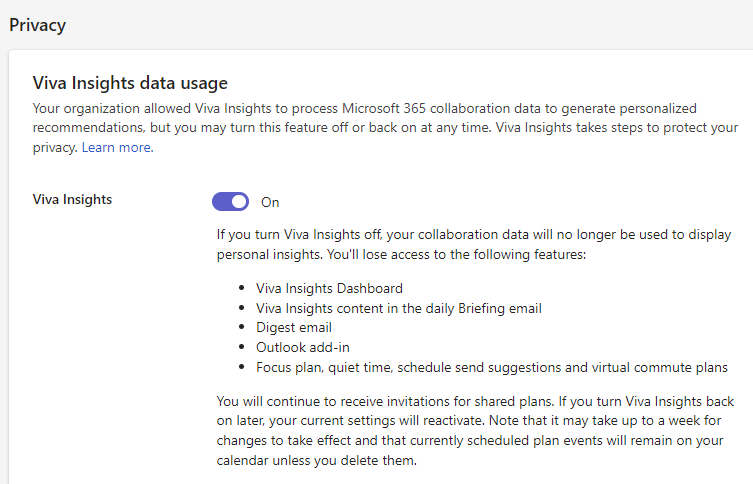 Privacy
Viva Insights data usage
Your organization allowed Viva Insights to process Microsoft 365 collaboration data to generate personalized
recommendations, but you may turn this feature off or back on at any time. Viva Insights takes steps to protect your
privacy. Learn more.
Viva Insights
On
If you turn Viva Insights off, your collaboration data will no longer be used to display
personal insights. You'll lose access to the following features:
• Viva Insights Dashboard
• Viva Insights content in the daily Briefing email
• Digest email
• Outlook add-in
• Focus plan, quiet time, schedule send suggestions and virtual commute plans
You will continue to receive invitations for shared plans. If you turn Viva Insights back
on later, your current settings will reactivate. Note that it may take up to a week for
changes to take effect and that currently scheduled plan events will remain on your
calendar unless you delete them.